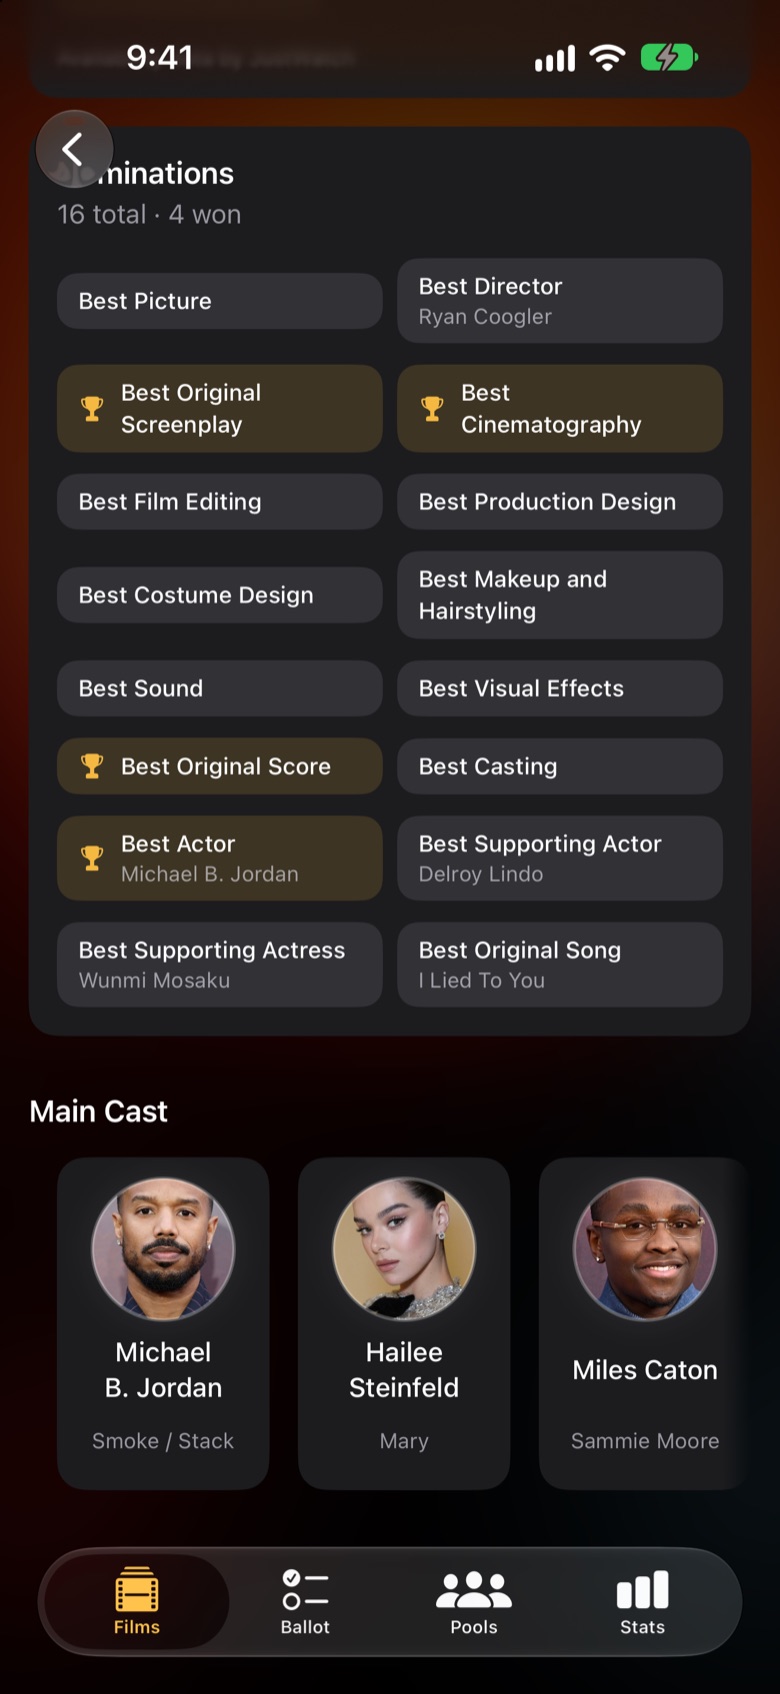 9:41
minations
16 total · 4 won
Best Picture
Best Director
Ryan Coogler
Best Original
Screenplay
Best
Cinematography
Best Film Editing
Best Production Design
Best Costume Design
Best Makeup and
Hairstyling
Best Sound
Best Visual Effects
Best Original Score
Best Casting
Best Actor
Michael B. Jordan
Best Supporting Actor
Delroy Lindo
Best Supporting Actress
Wunmi Mosaku
Best Original Song
I Lied To You
Main Cast
Michael
B. Jordan
Smoke / Stack
Hailee
Steinfeld
Mary
Miles Caton
Sammie Moore
Films
Ballot
Pools
Stats